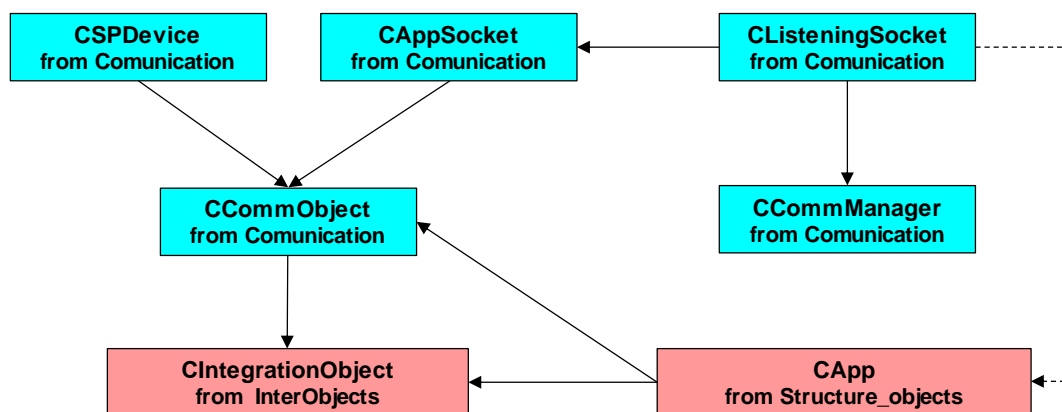 CSPDevice
from Comunication
CAppSocket
from Comunication
CListeningSocket
from Comunication
CCommObject
from Comunication
CCommManager
from Comunication
CIntegrationObject
from InterObjects
CApp
from Structure_objects